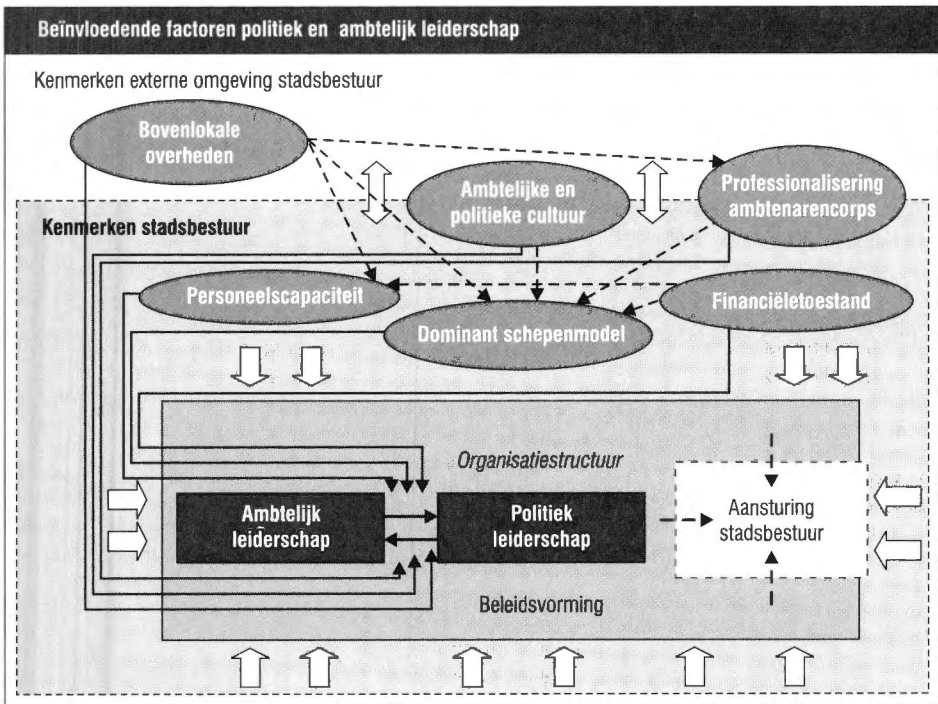 Beïnvloedende factoren politiek en ambtelijk leiderschap
Kenmerken externe omgeving stadsbestuur
Bovenlokale
overheden
Ambtelijke en
politieke cultuur
Professionalisering
ambtenarencorps
Kenmerken stadsbestuur
Personeelscapaciteit
Financiëletoestand
Dominant schepenmodel
Organisatiestructuur
Ambtelijk
leiderschap
Politiek
leiderschap
Aansturing
stadsbestuur
Beleidsvorming